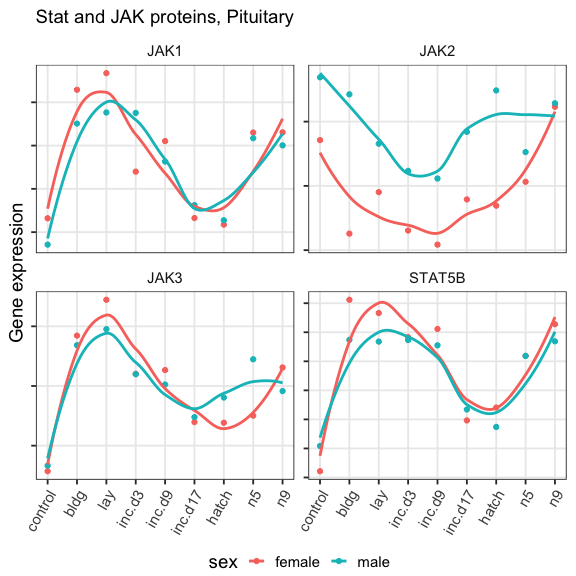 Stat and JAK proteins, Pituitary
JAK1
JAK2
Gene expression
JAK3
STAT5B
control
bldg
lay
inc.d3
inc.d9
inc.d17
hatch
n5
n9
control
bldg
lay
inc.d3
inc.d9
inc.d17
hatch
n5
n9
sex female male